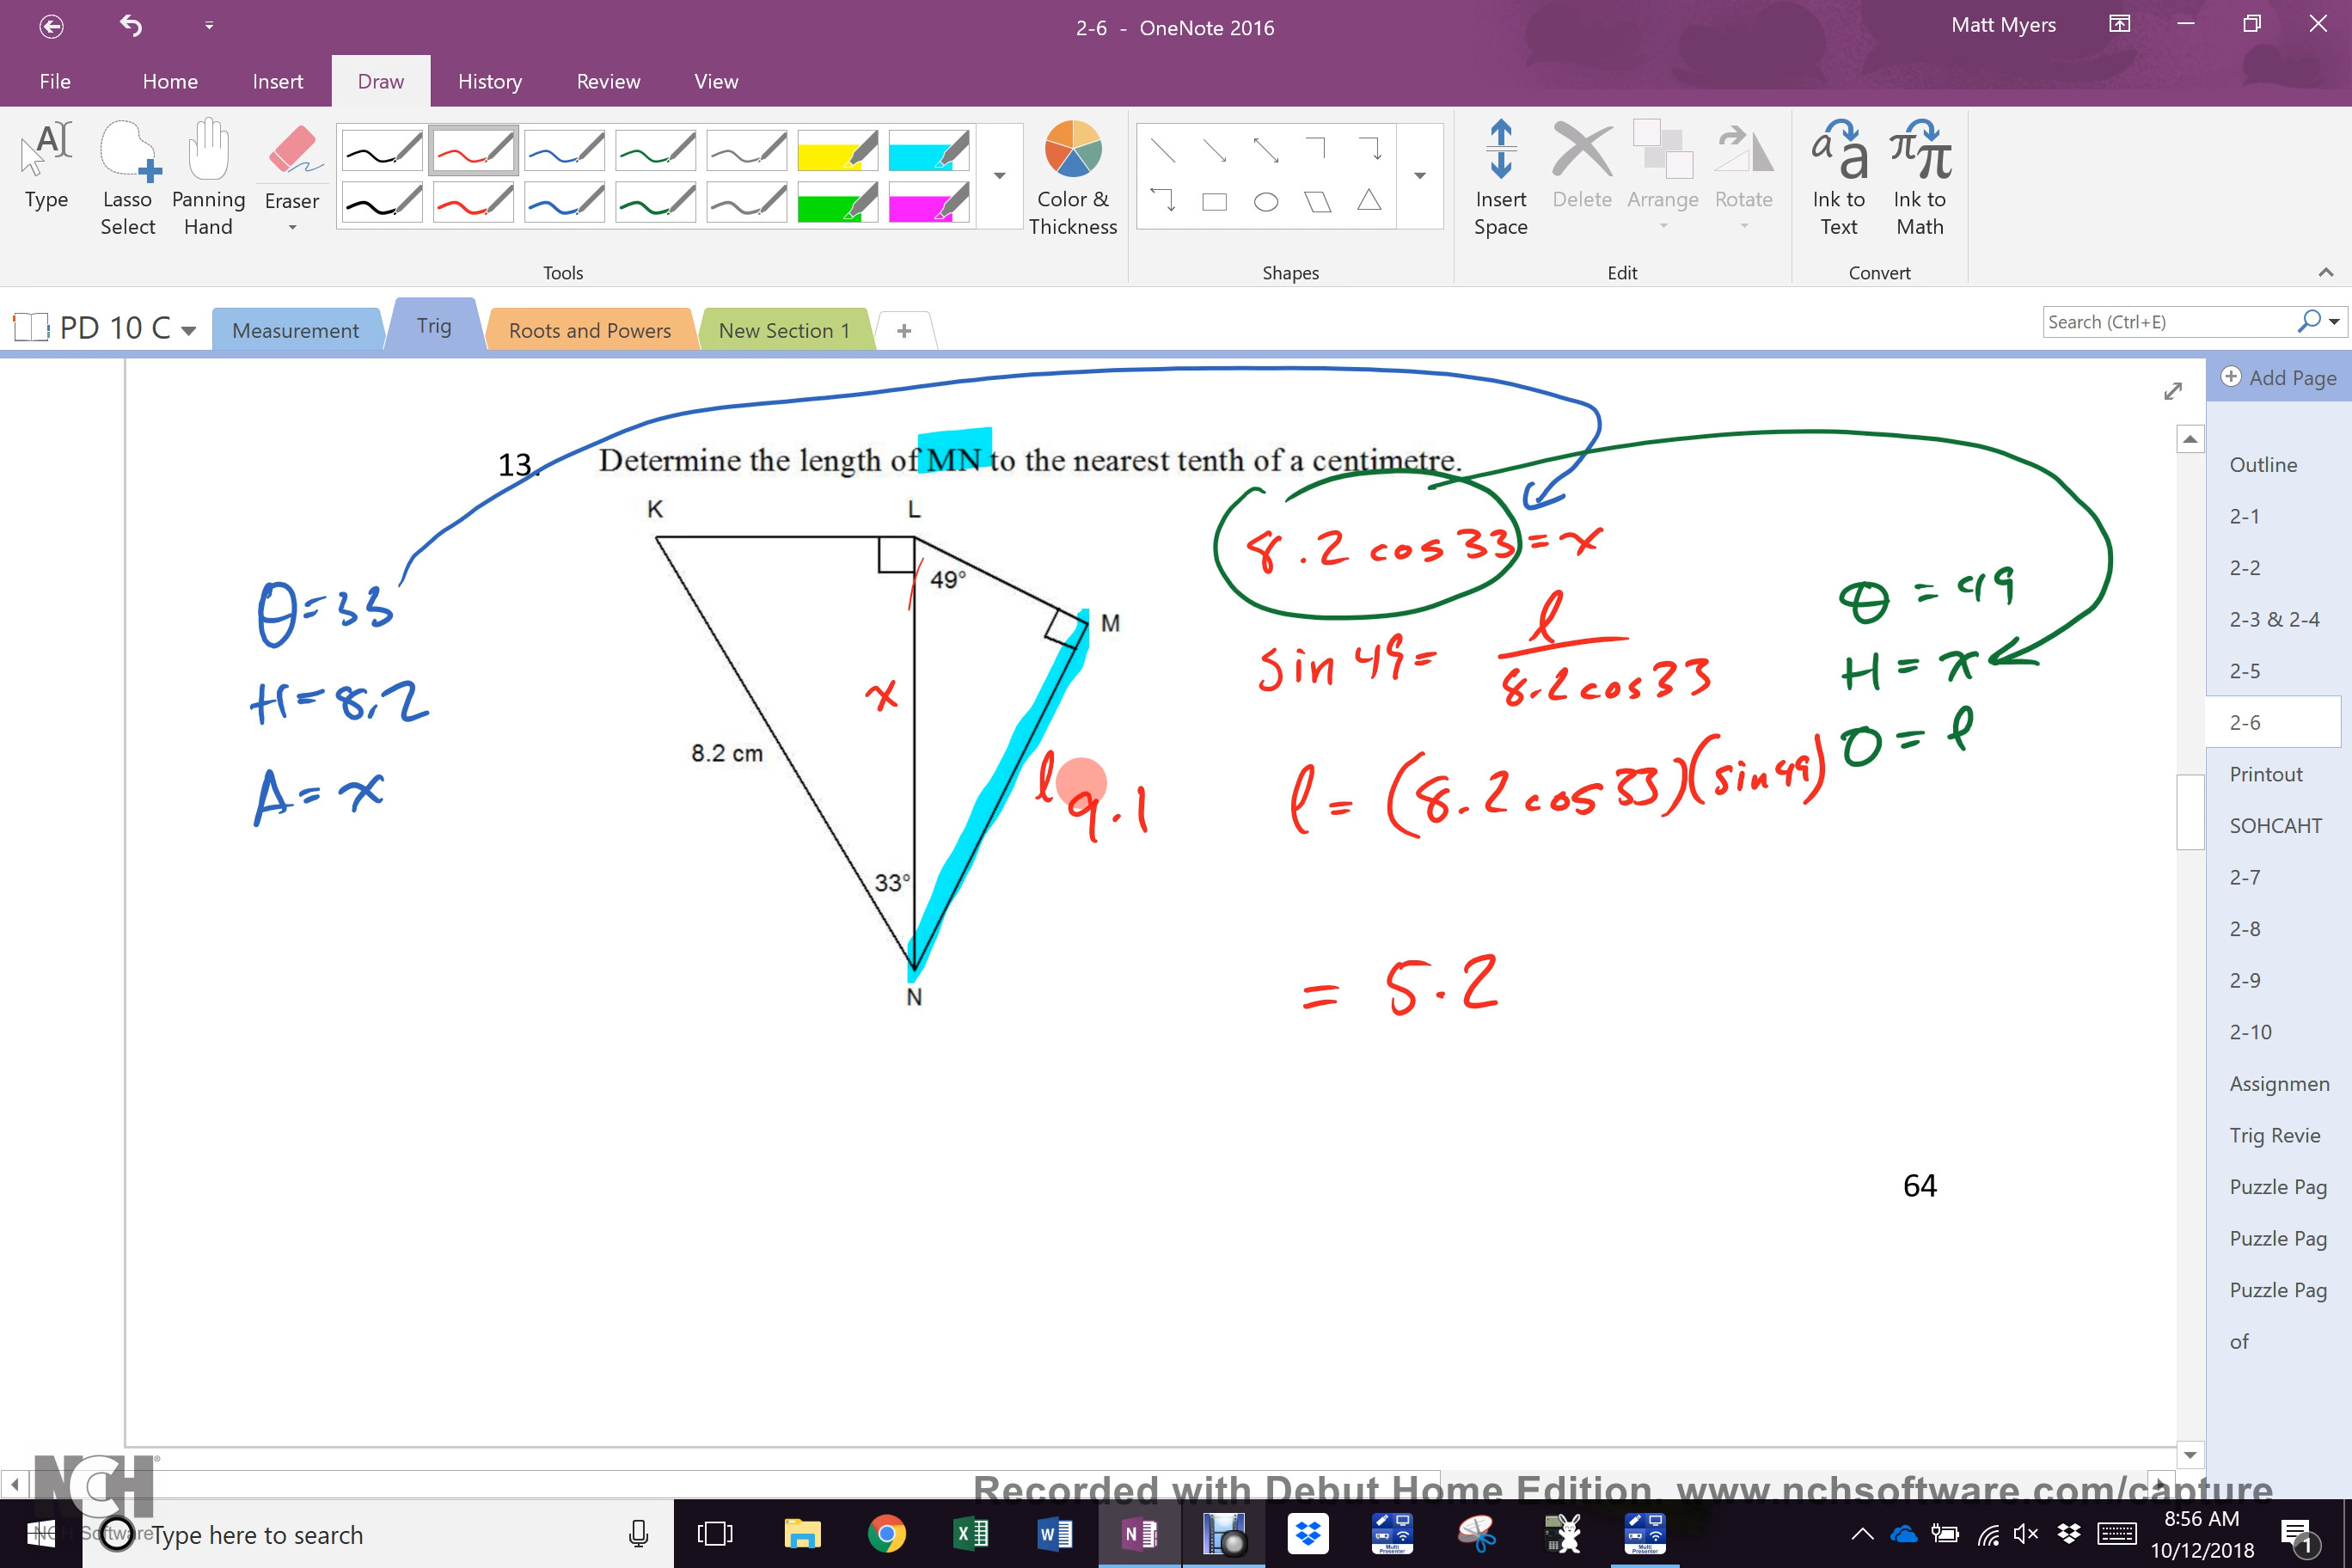 2-6 - OneNote 2016
Matt Myers
File Home Insert Draw History Review View
Type
Lasso Select
Panning Hand
Eraser
Color & Thickness
Insert Space
Delete
Arrange
Rotate
Ink to Text
Ink to Math
Tools
Shapes
Edit
Convert
PD 10 C
Measurement
Trig
Roots and Powers
New Section 1
Search (Ctrl+E)
Add Page
13. Determine the length of MN to the nearest tenth of a centimetre.
K
L
49°
M
x
8.2 cm
33°
N
l
9.1
θ = 33
H = 8.2
A = x
8.2 cos 33 = x
sin 49 = l / 8.2 cos 33
l = (8.2 cos 33)(sin 49)
= 5.2
θ = 49
H = x
O = l
64
Outline
2-1
2-2
2-3 & 2-4
2-5
2-6
Printout
SOHCAHT
2-7
2-8
2-9
2-10
Assignmen
Trig Revie
Puzzle Pag
Puzzle Pag
Puzzle Pag
of
NCH
NCH Software
Recorded with Debut Home Edition. www.nchsoftware.com/capture
Type here to search
8:56 AM
10/12/2018
1